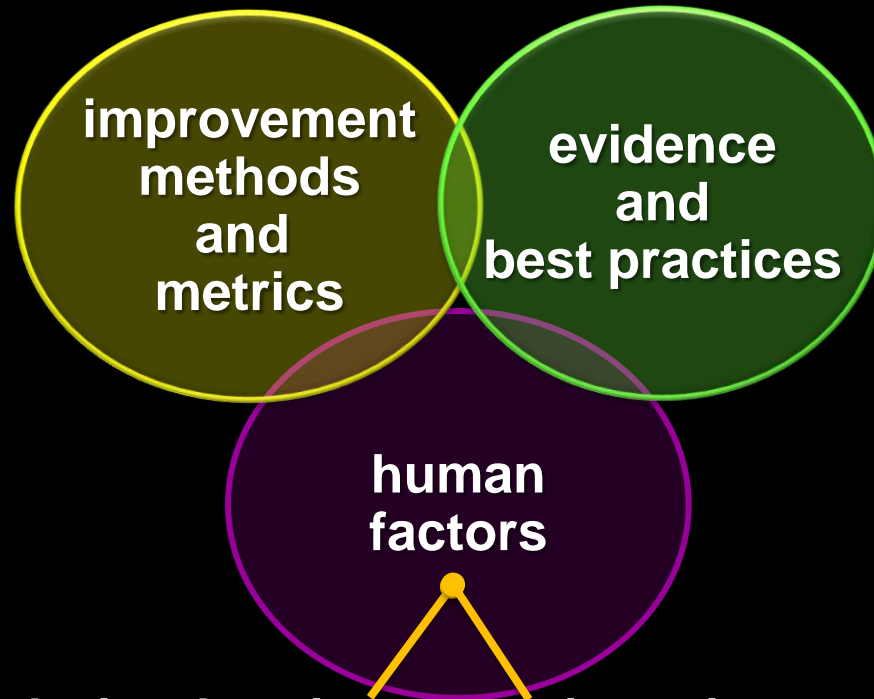 improvement
methods
and
metrics
evidence
and
best practices
human
factors